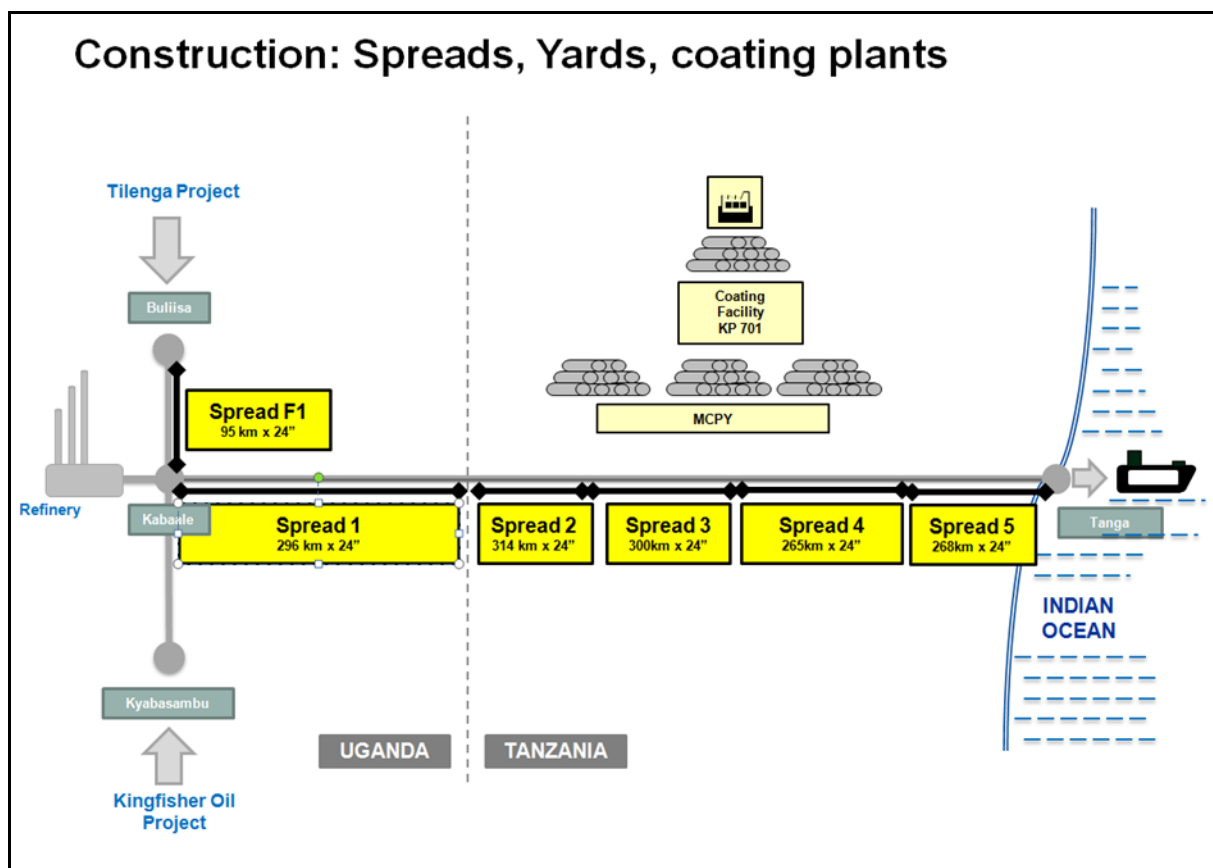 Construction: Spreads, Yards, coating plants
Tilenga Project
Buliisa
Coating
Facility
KP 701
MCPY
Spread F1
95 km x 24”
Refinery
Kabaale
Spread 1
296 km x 24”
Spread 2
314 km x 24”
Spread 3
300km x 24”
Spread 4
265km x 24”
Spread 5
268km x 24”
Tanga
INDIAN
OCEAN
Kyabasambu
UGANDA
TANZANIA
Kingfisher Oil
Project